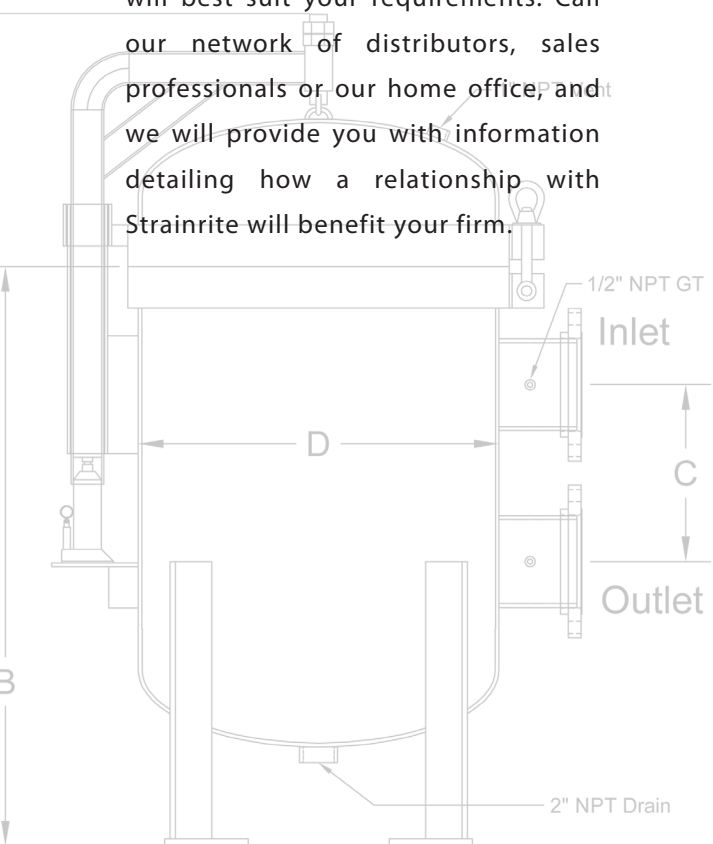 will best suit your requirements. Call
our network of distributors, sales
professionals or our home office, and
NPT Vent
we will provide you with information
detailing how a relationship with
Strainrite will benefit your firm.
1/2" NPT GT
Inlet
D
C
Outlet
B
2" NPT Drain